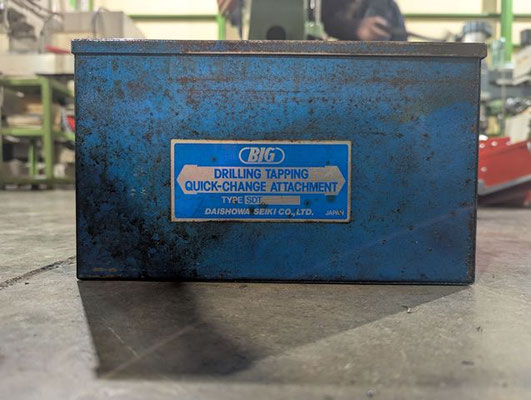 BIG
DRILLING TAPPING
QUICK-CHANGE ATTACHMENT
TYPE SDT
DAISHOWA SEIKI CO.,LTD. JAPAN